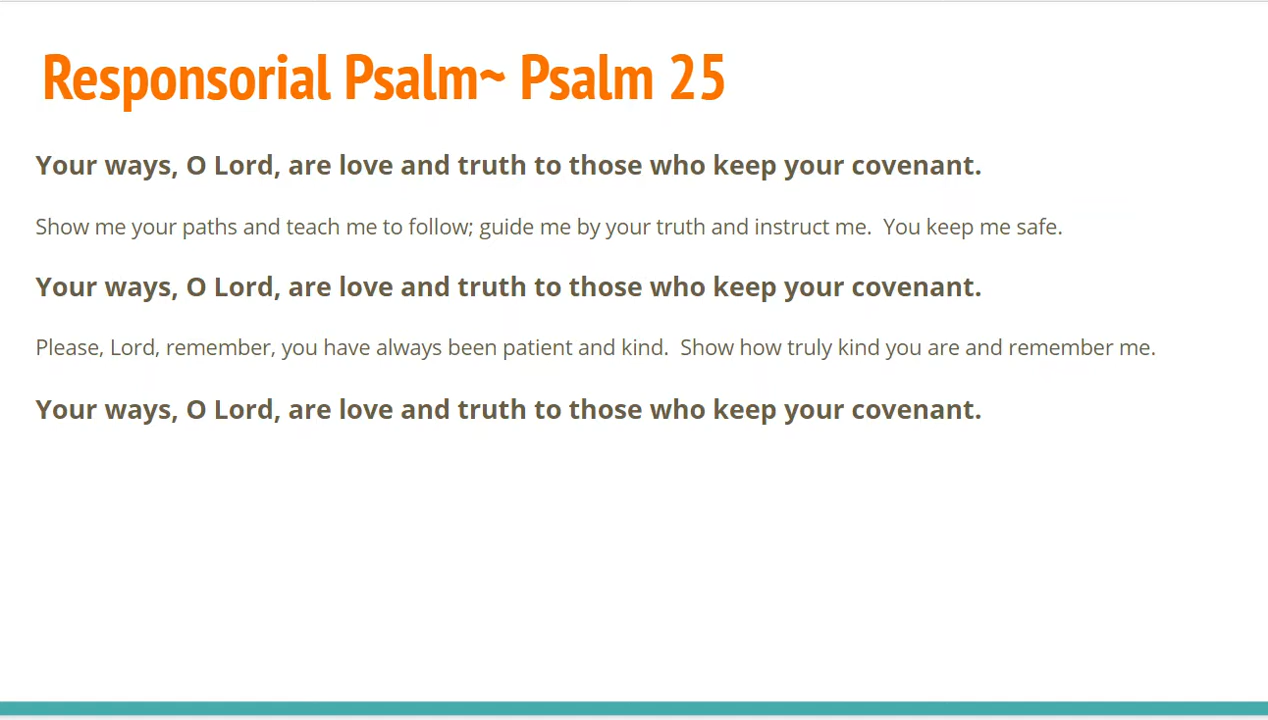 Responsorial Psalm~ Psalm 25
Your ways, O Lord, are love and truth to those who keep your covenant.
Show me your paths and teach me to follow; guide me by your truth and instruct me.  You keep me safe.
Your ways, O Lord, are love and truth to those who keep your covenant.
Please, Lord, remember, you have always been patient and kind.  Show how truly kind you are and remember me.
Your ways, O Lord, are love and truth to those who keep your covenant.